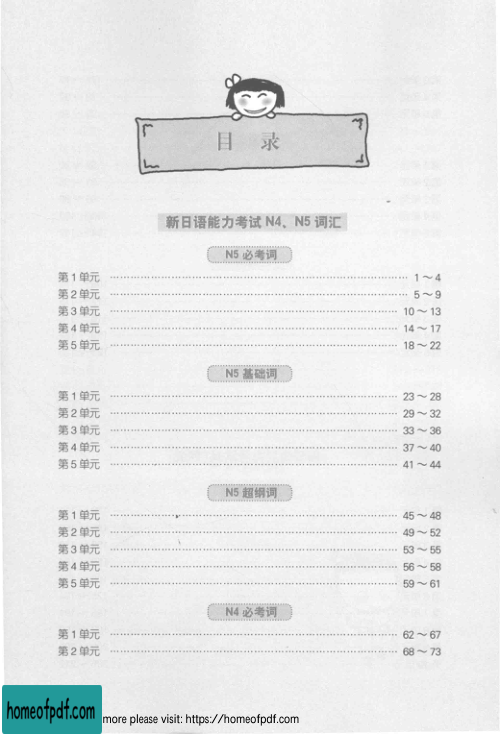 目 录
新日语能力考试 N4、N5 词汇
N5 必考词
第 1 单元 1～4
第 2 单元 5～9
第 3 单元 10～13
第 4 单元 14～17
第 5 单元 18～22
N5 基础词
第 1 单元 23～28
第 2 单元 29～32
第 3 单元 33～36
第 4 单元 37～40
第 5 单元 41～44
N5 超纲词
第 1 单元 45～48
第 2 单元 49～52
第 3 单元 53～55
第 4 单元 56～58
第 5 单元 59～61
N4 必考词
第 1 单元 62～67
第 2 单元 68～73
homeofpdf.com more please visit: https://homeofpdf.com